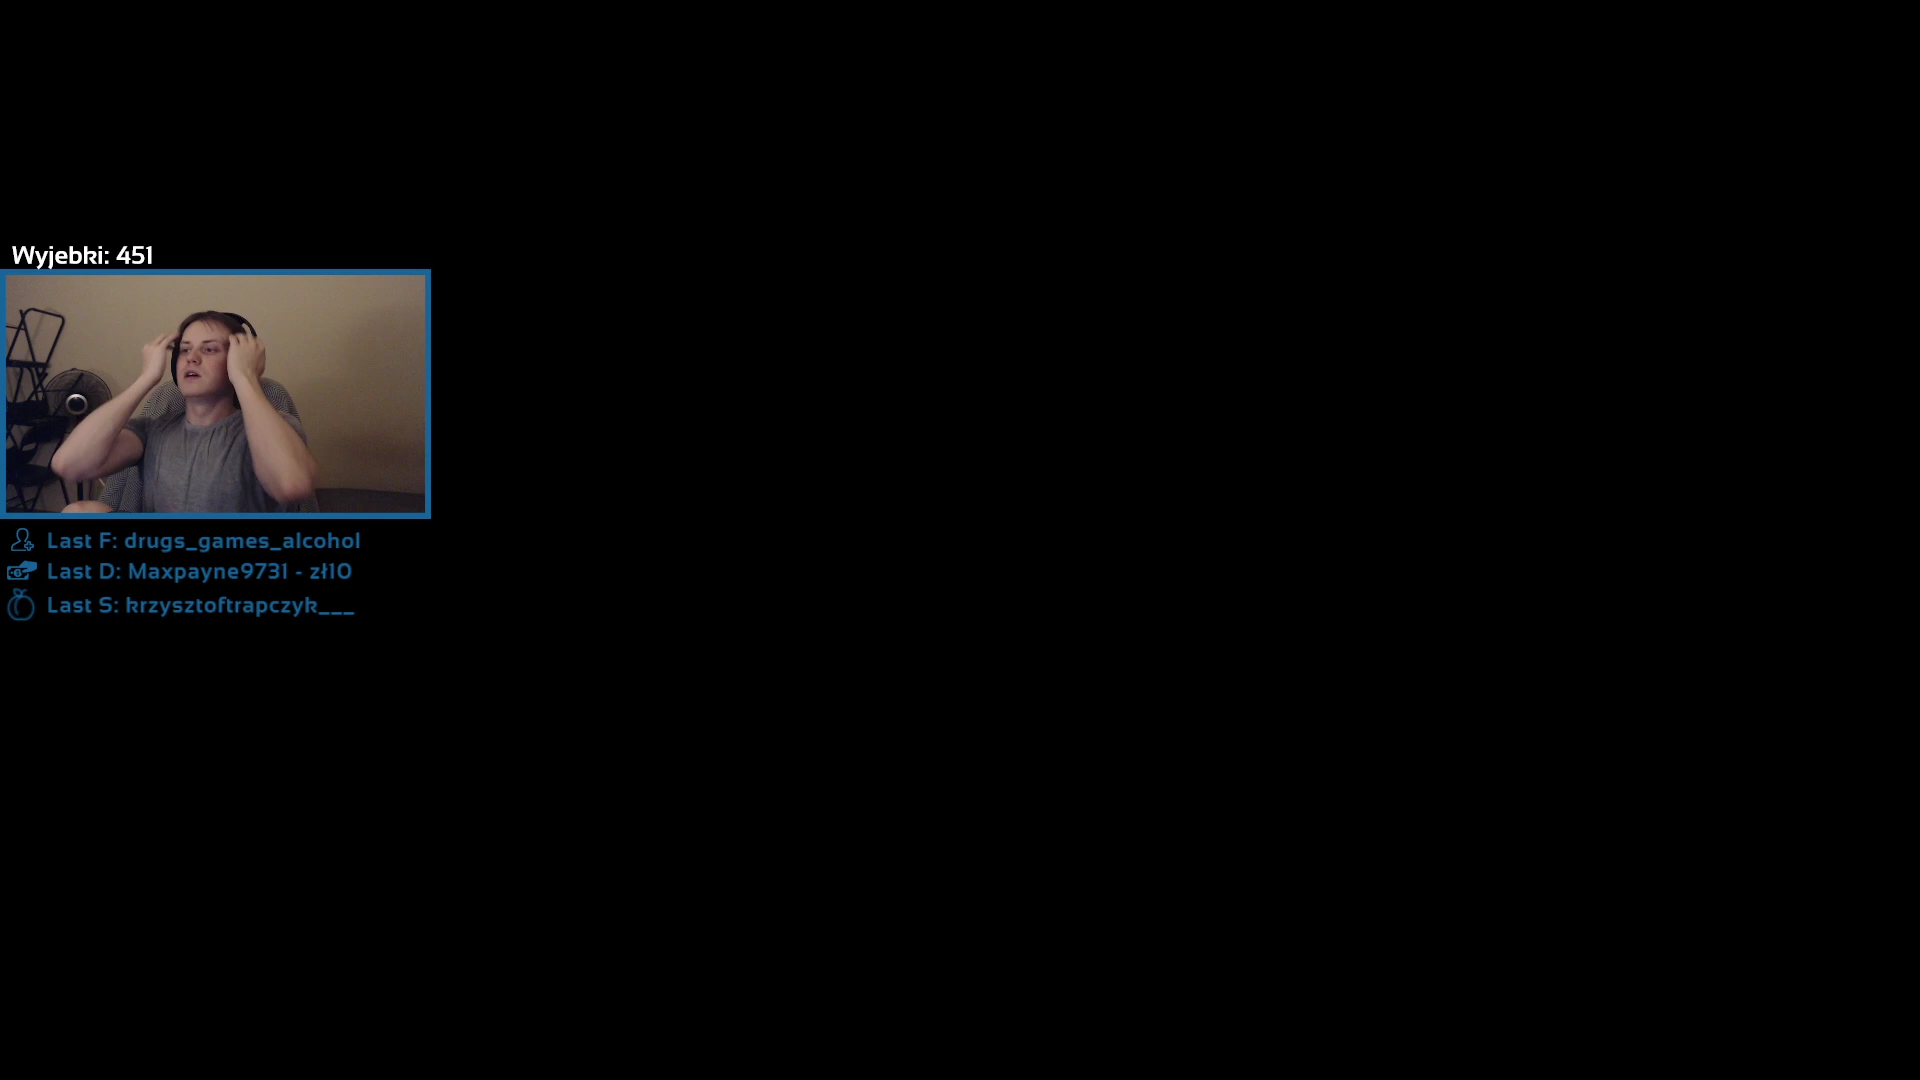 Wyjebki: 451
Last F: drugs_games_alcohol
Last D: Maxpayne9731 - zł10
Last S: krzysztoftrapczyk___